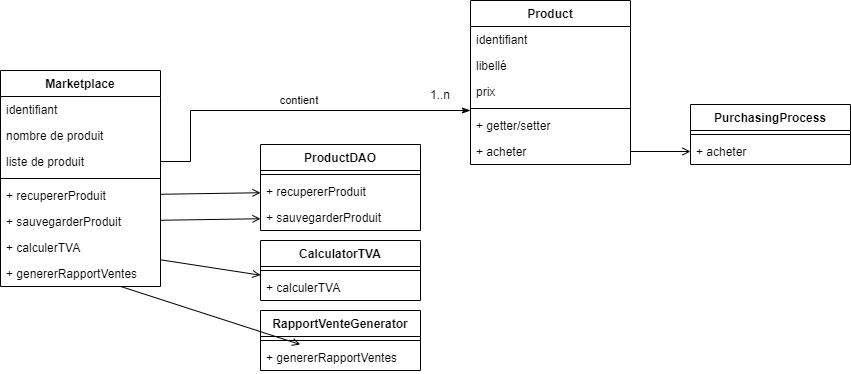 Product
identifiant
libellé
prix
+ getter/setter
+ acheter
Marketplace
identifiant
nombre de produit
liste de produit
+ recupererProduit
+ sauvegarderProduit
+ calculerTVA
+ genererRapportVentes
contient
1..n
PurchasingProcess
+ acheter
ProductDAO
+ recupererProduit
+ sauvegarderProduit
CalculatorTVA
+ calculerTVA
RapportVenteGenerator
+ genererRapportVentes